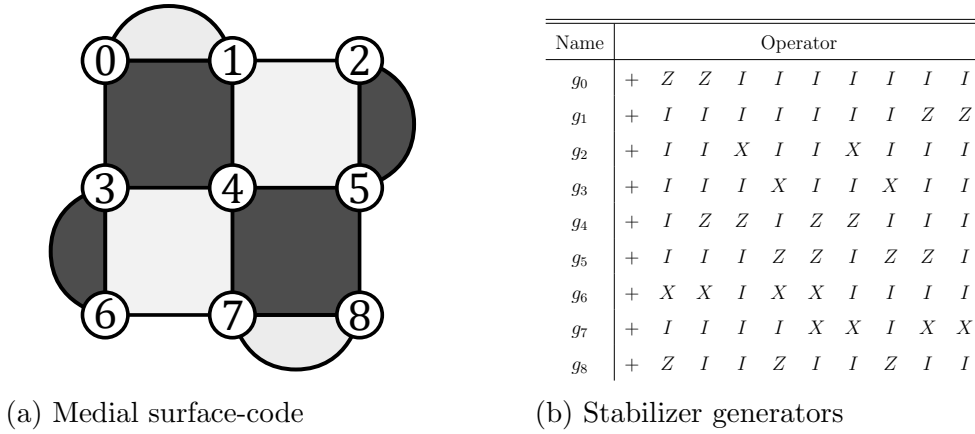 0 1 2
3 4 5
6 7 8
(a) Medial surface-code
Name Operator
g0 + Z Z I I I I I I I
g1 + I I I I I I I Z Z
g2 + I I X I I X I I I
g3 + I I I X I I X I I
g4 + I Z Z I Z Z I I I
g5 + I I I Z Z I Z Z I
g6 + X X I X X I I I I
g7 + I I I I X X I X X
g8 + Z I I Z I I Z I I
(b) Stabilizer generators